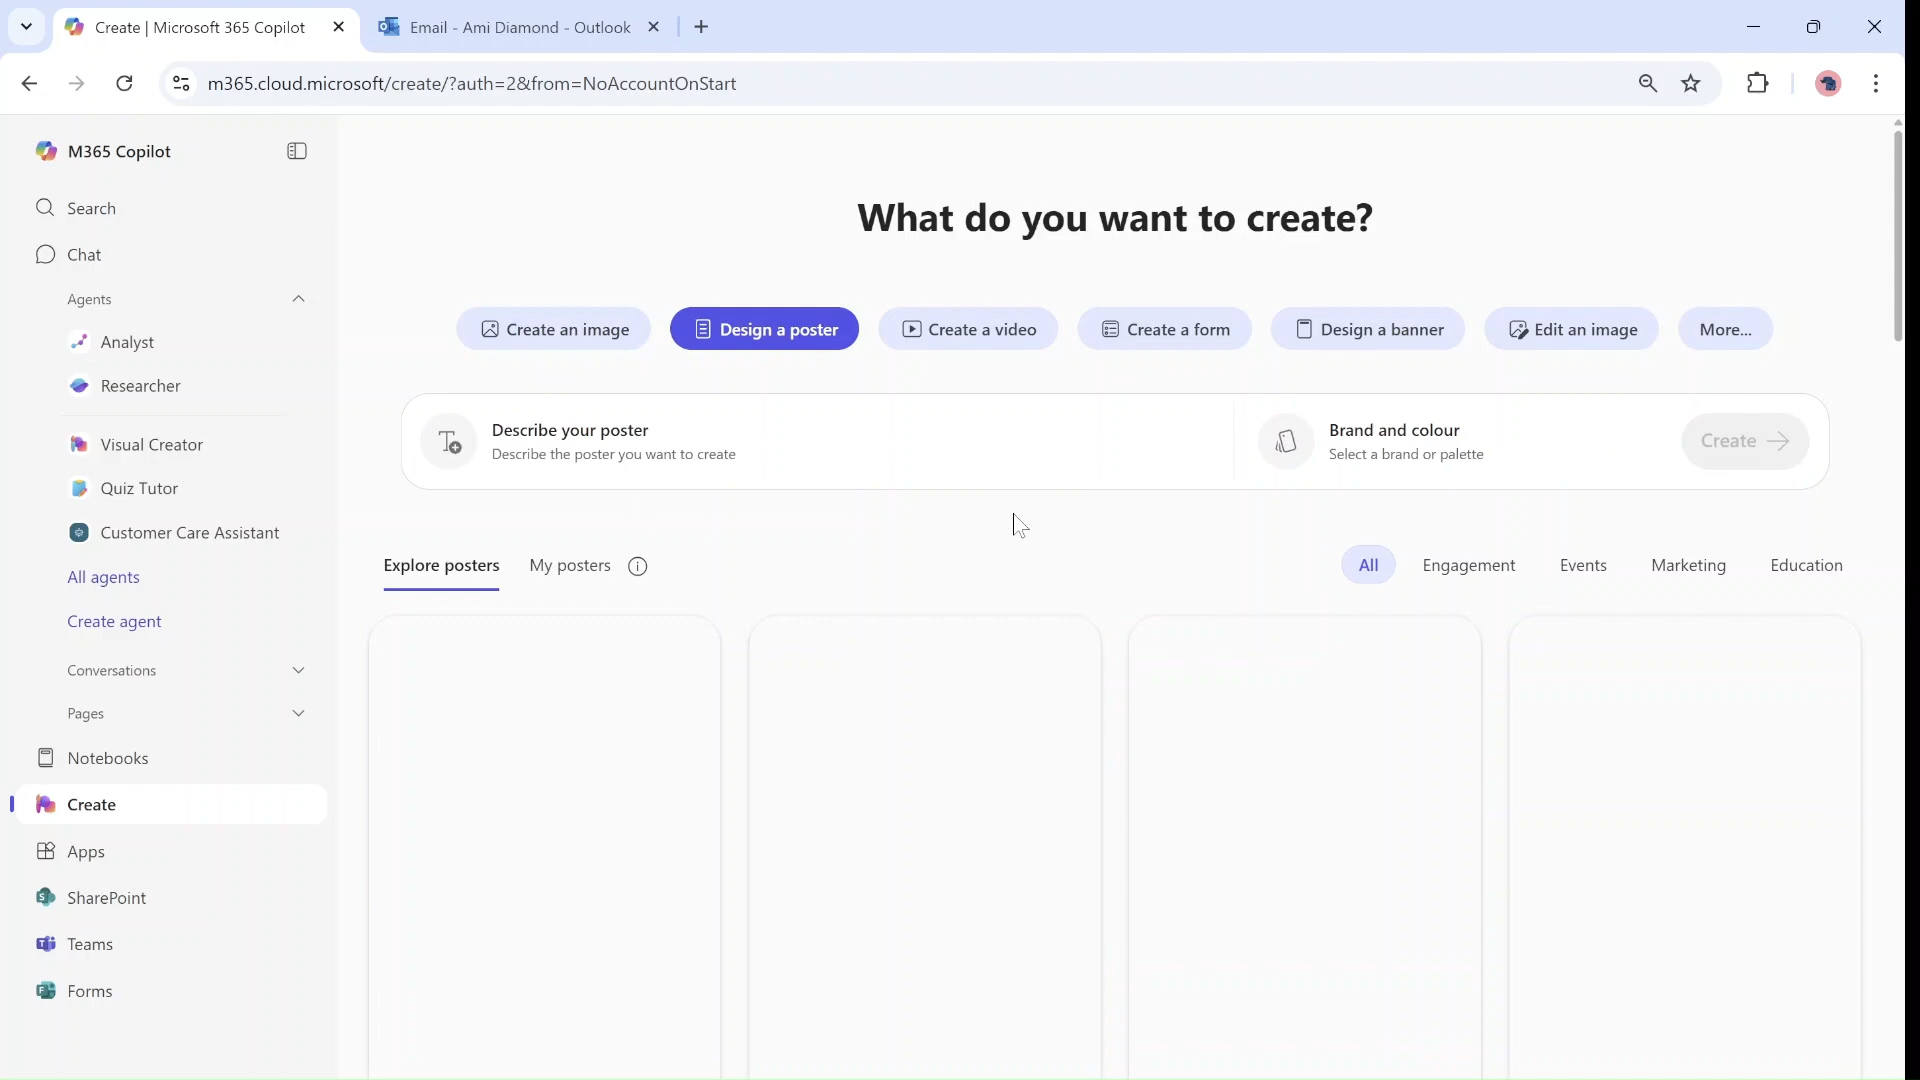 Create | Microsoft 365 Copilot
Email - Ami Diamond - Outlook
m365.cloud.microsoft/create/?auth=2&from=NoAccountOnStart
M365 Copilot
Search
Chat
Agents
Analyst
Researcher
Visual Creator
Quiz Tutor
Customer Care Assistant
All agents
Create agent
Conversations
Pages
Notebooks
Create
Apps
SharePoint
Teams
Forms
What do you want to create?
Create an image
Design a poster
Create a video
Create a form
Design a banner
Edit an image
More...
Describe your poster
Describe the poster you want to create
Brand and colour
Select a brand or palette
Create
Explore posters
My posters
All
Engagement
Events
Marketing
Education